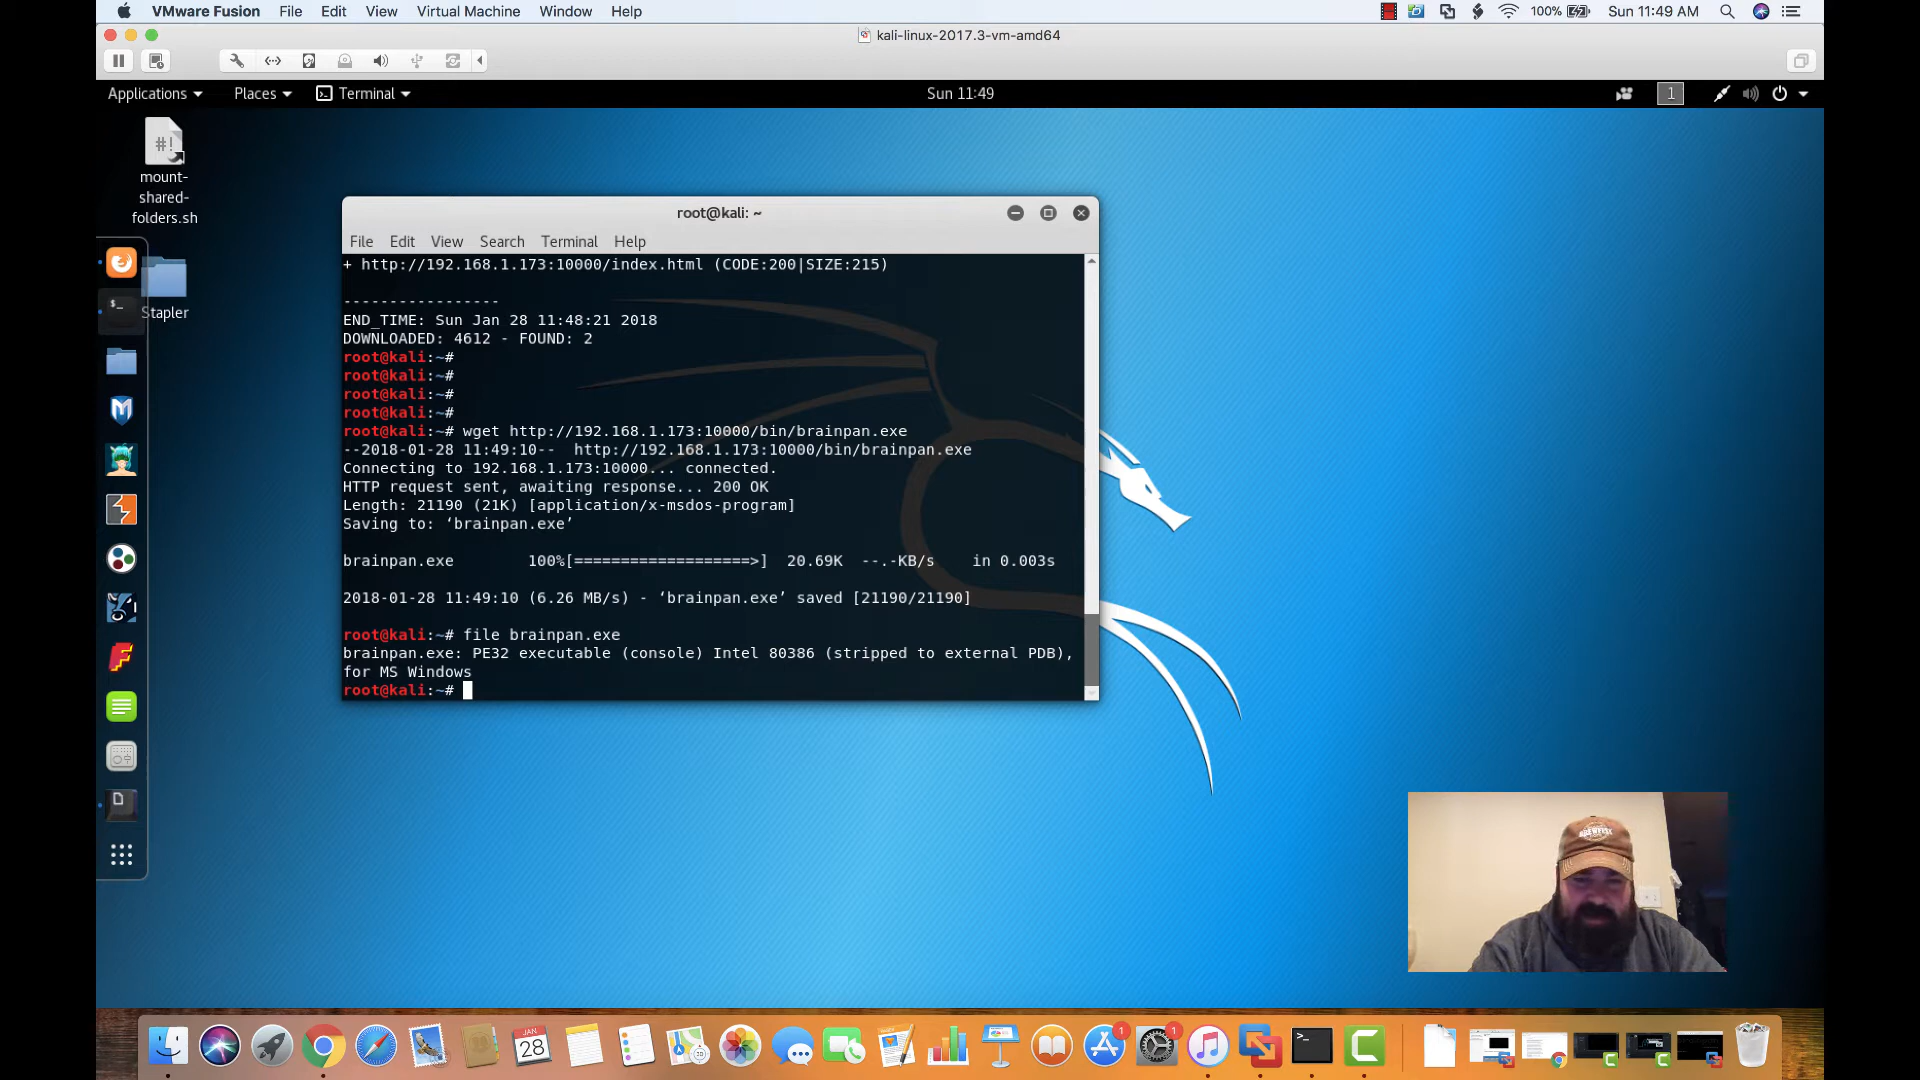 VMware Fusion File Edit View Virtual Machine Window Help 100% Sun 11:49 AM
kali-linux-2017.3-vm-amd64
Applications Places Terminal Sun 11:49 1
#!
mount-
shared-
folders.sh
Stapler
root@kali: ~
File Edit View Search Terminal Help
+ http://192.168.1.173:10000/index.html (CODE:200|SIZE:215)
-----------------
END_TIME: Sun Jan 28 11:48:21 2018
DOWNLOADED: 4612 - FOUND: 2
root@kali:~#
root@kali:~#
root@kali:~#
root@kali:~#
root@kali:~# wget http://192.168.1.173:10000/bin/brainpan.exe
--2018-01-28 11:49:10--  http://192.168.1.173:10000/bin/brainpan.exe
Connecting to 192.168.1.173:10000... connected.
HTTP request sent, awaiting response... 200 OK
Length: 21190 (21K) [application/x-msdos-program]
Saving to: ‘brainpan.exe’
brainpan.exe 100%[===================>] 20.69K --.-KB/s in 0.003s
2018-01-28 11:49:10 (6.26 MB/s) - ‘brainpan.exe’ saved [21190/21190]
root@kali:~# file brainpan.exe
brainpan.exe: PE32 executable (console) Intel 80386 (stripped to external PDB),
for MS Windows
root@kali:~#
JAN
28
1
1